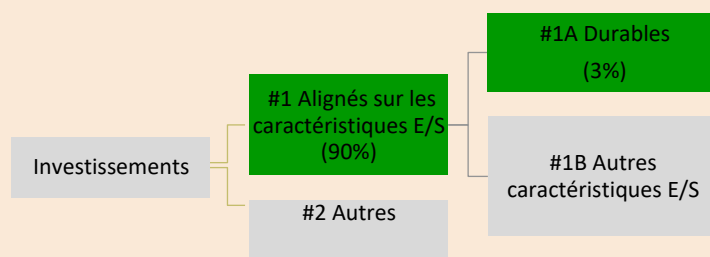 #1A Durables
(3%)
#1 Alignés sur les
caractéristiques E/S
(90%)
Investissements
#1B Autres
caractéristiques E/S
#2 Autres